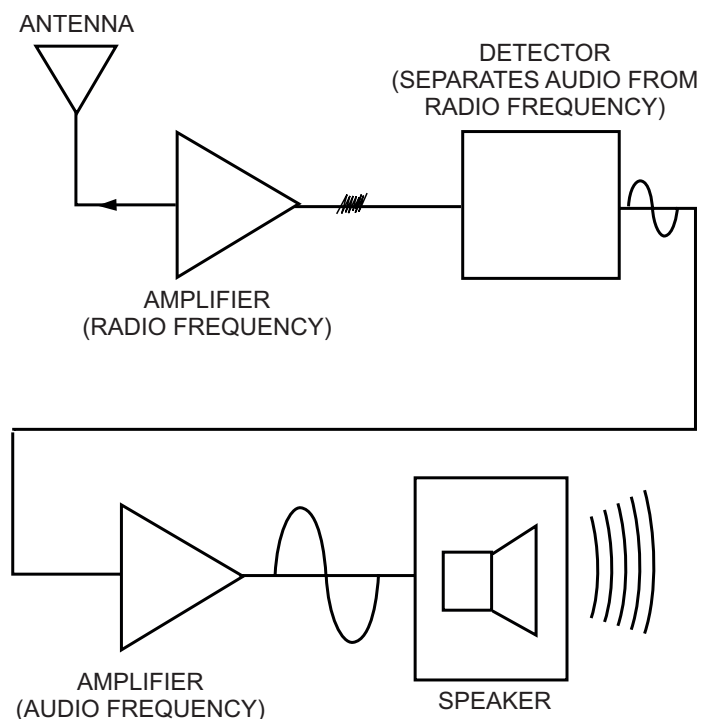 ANTENNA
DETECTOR
(SEPARATES AUDIO FROM
RADIO FREQUENCY)
AMPLIFIER
(RADIO FREQUENCY)
AMPLIFIER
(AUDIO FREQUENCY)
SPEAKER